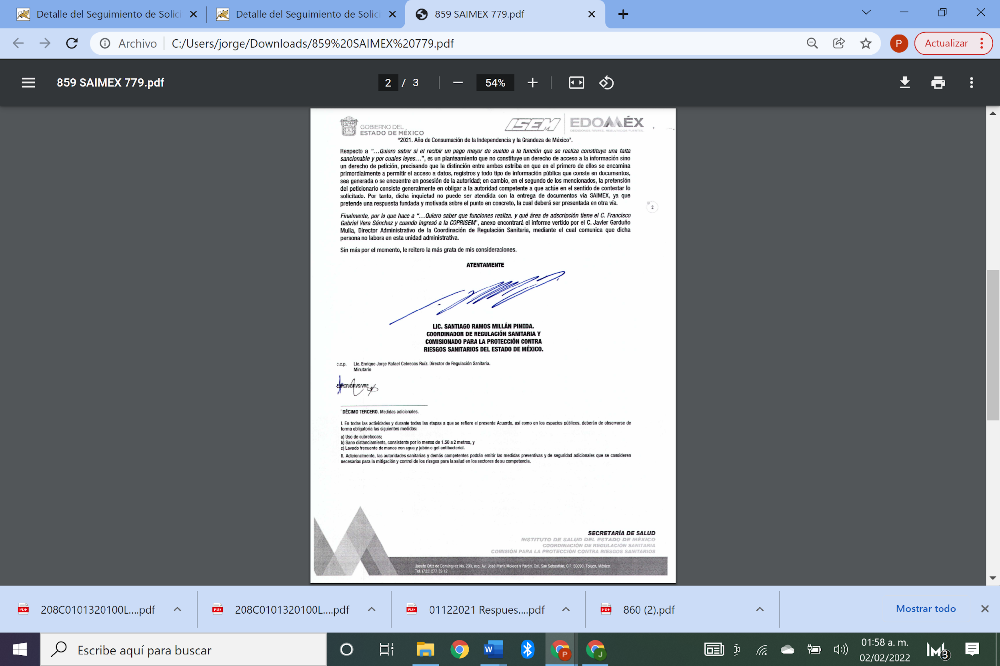 Detalle del Seguimiento de Solici
Detalle del Seguimiento de Solici
859 SAIMEX 779.pdf
Archivo
C:/Users/jorge/Downloads/859%20SAIMEX%20779.pdf
P
Actualizar
859 SAIMEX 779.pdf
2 / 3
54%
GOBIERNO DEL
ESTADO DE MÉXICO
ISEM
EDOMÉX
DECISIONES FIRMES, RESULTADOS FUERTES.
"2021. Año de Consumación de la Independencia y la Grandeza de México".
Respecto a "…Quiero saber si el recibir un pago mayor de sueldo a la función que se realiza constituye una falta
sancionable y por cuales leyes…", es un planteamiento que no constituye un derecho de acceso a la información sino
un derecho de petición, precisando que la distinción entre ambos estriba en que en el primero de ellos se encamina
primordialmente a permitir el acceso a datos, registros y todo tipo de información pública que conste en documentos,
sea generada o se encuentre en posesión de la autoridad; en cambio, en el segundo de los mencionados, la pretensión
del peticionario consiste generalmente en obligar a la autoridad competente a que actúe en el sentido de contestar lo
solicitado. Por tanto, dicha inquietud no puede ser atendida con la entrega de documentos vía SAIMEX, ya que
pretende una respuesta fundada y motivada sobre el punto en concreto, la cual deberá ser presentada en otra vía.
2
Finalmente, por lo que hace a "…Quiero saber que funciones realiza, y qué área de adscripción tiene el C. Francisco
Gabriel Vera Sánchez y cuando ingresó a la COPRISEM", anexo encontrará el informe vertido por el C. Javier Garduño
Mulia, Director Administrativo de la Coordinación de Regulación Sanitaria, mediante el cual comunica que dicha
persona no labora en esta unidad administrativa.
Sin más por el momento, le reitero la más grata de mis consideraciones.
ATENTAMENTE
LIC. SANTIAGO RAMOS MILLÁN PINEDA.
COORDINADOR DE REGULACIÓN SANITARIA Y
COMISIONADO PARA LA PROTECCIÓN CONTRA
RIESGOS SANITARIOS DEL ESTADO DE MÉXICO.
c.c.p. Lic. Enrique Jorge Rafael Cebrecos Ruíz. Director de Regulación Sanitaria.
Minutario
EJRCR/BRVS/VRE
¹ DÉCIMO TERCERO. Medidas adicionales.
I. En todas las actividades y durante todas las etapas a que se refiere el presente Acuerdo, así como en los espacios públicos, deberán de observarse de
forma obligatoria las siguientes medidas:
a) Uso de cubrebocas;
b) Sano distanciamiento, consistente por lo menos de 1.50 a 2 metros, y
c) Lavado frecuente de manos con agua y jabón o gel antibacterial.
II. Adicionalmente, las autoridades sanitarias y demás competentes podrán emitir las medidas preventivas y de seguridad adicionales que se consideren
necesarias para la mitigación y control de los riesgos para la salud en los sectores de su competencia.
SECRETARÍA DE SALUD
INSTITUTO DE SALUD DEL ESTADO DE MÉXICO
COORDINACIÓN DE REGULACIÓN SANITARIA
COMISIÓN PARA LA PROTECCIÓN CONTRA RIESGOS SANITARIOS
Josefa Ortiz de Domínguez No. 200, esq. Av. José María Molelos y Pavón, Col. San Sebastián, C.P. 50090, Toluca, México.
Tel. (722) 277 39 12
208C0101320100L....pdf
208C0101320100L....pdf
01122021 Respues....pdf
860 (2).pdf
Mostrar todo
Escribe aquí para buscar
01:58 a. m.
02/02/2022
3